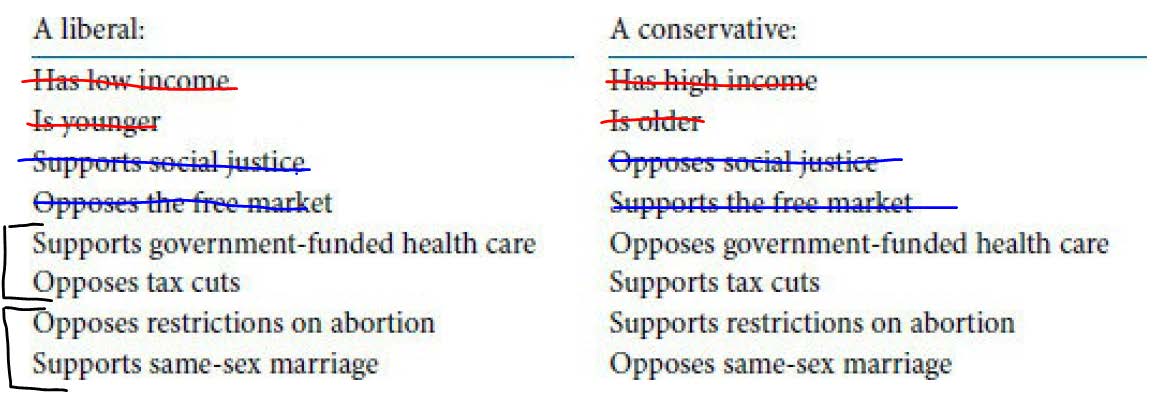 A liberal:
Has low income
Is younger
Supports social justice
Opposes the free market
Supports government-funded health care
Opposes tax cuts
Opposes restrictions on abortion
Supports same-sex marriage
A conservative:
Has high income
Is older
Opposes social justice
Supports the free market
Opposes government-funded health care
Supports tax cuts
Supports restrictions on abortion
Opposes same-sex marriage